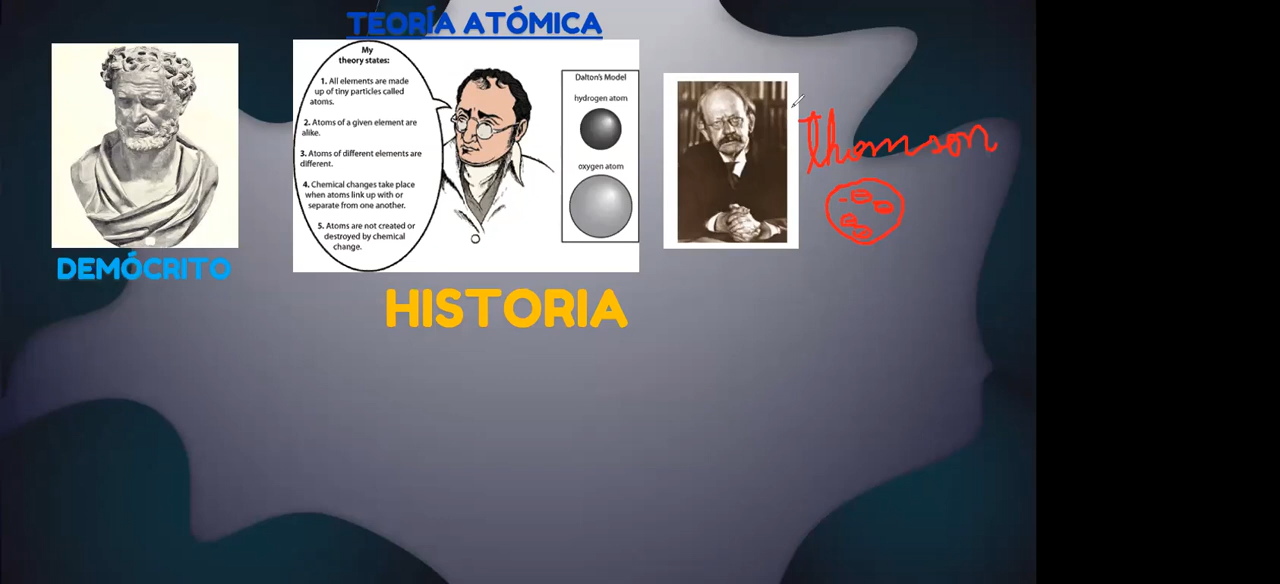 TEORÍA ATÓMICA
My
theory states:
1. All elements are made
up of tiny particles called
atoms.
2. Atoms of a given element are
alike.
3. Atoms of different elements are
different.
4. Chemical changes take place
when atoms link up with or
separate from one another.
5. Atoms are not created or
destroyed by chemical
change.
Dalton's Model
hydrogen atom
oxygen atom
thomson
DEMÓCRITO
HISTORIA